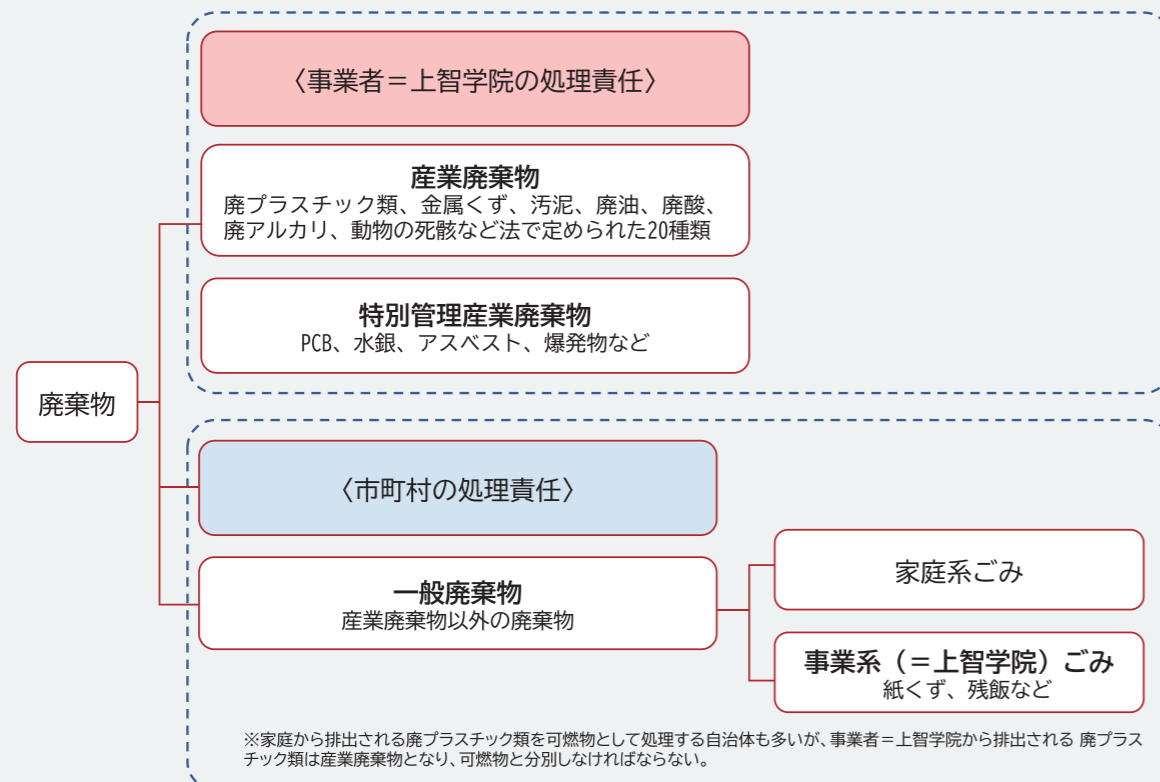 〈事業者＝上智学院の処理責任〉
産業廃棄物
廃プラスチック類、金属くず、汚泥、廃油、廃酸、
廃アルカリ、動物の死骸など法で定められた20種類
特別管理産業廃棄物
PCB、水銀、アスベスト、爆発物など
廃棄物
〈市町村の処理責任〉
一般廃棄物
産業廃棄物以外の廃棄物
家庭系ごみ
事業系（＝上智学院）ごみ
紙くず、残飯など
※家庭から排出される廃プラスチック類を可燃物として処理する自治体も多いが、事業者＝上智学院から排出される 廃プラス
チック類は産業廃棄物となり、可燃物と分別しなければならない。